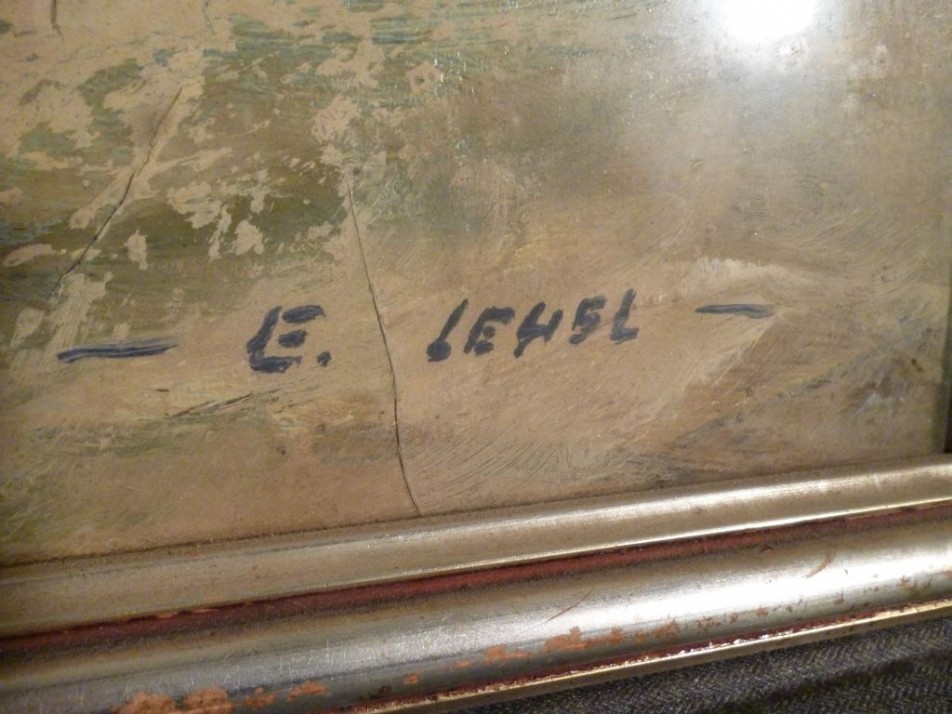 — E. LEHEL —